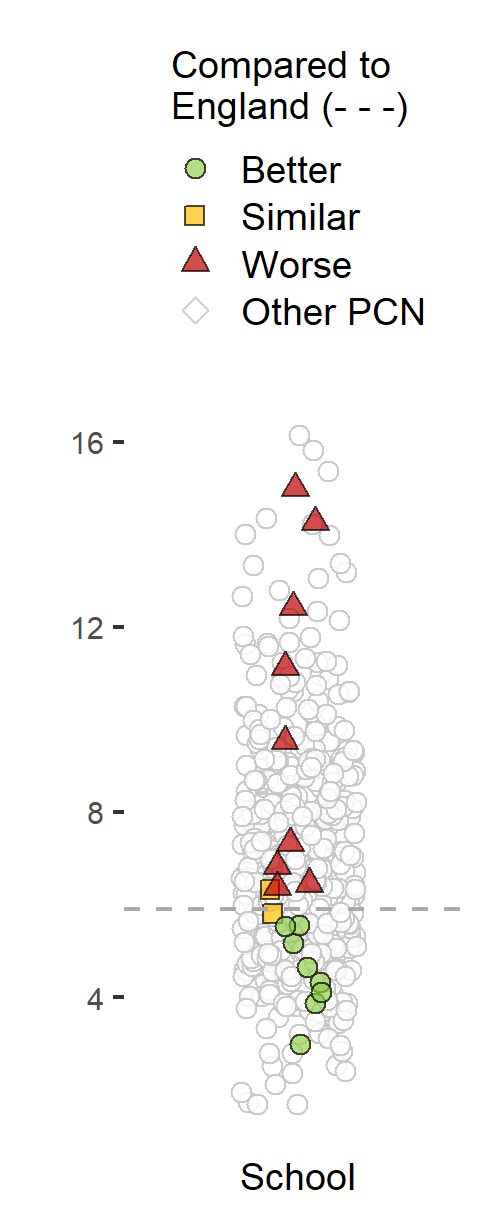 Compared to
England (- - -)
Better
Similar
Worse
Other PCN
16
12
8
4
School